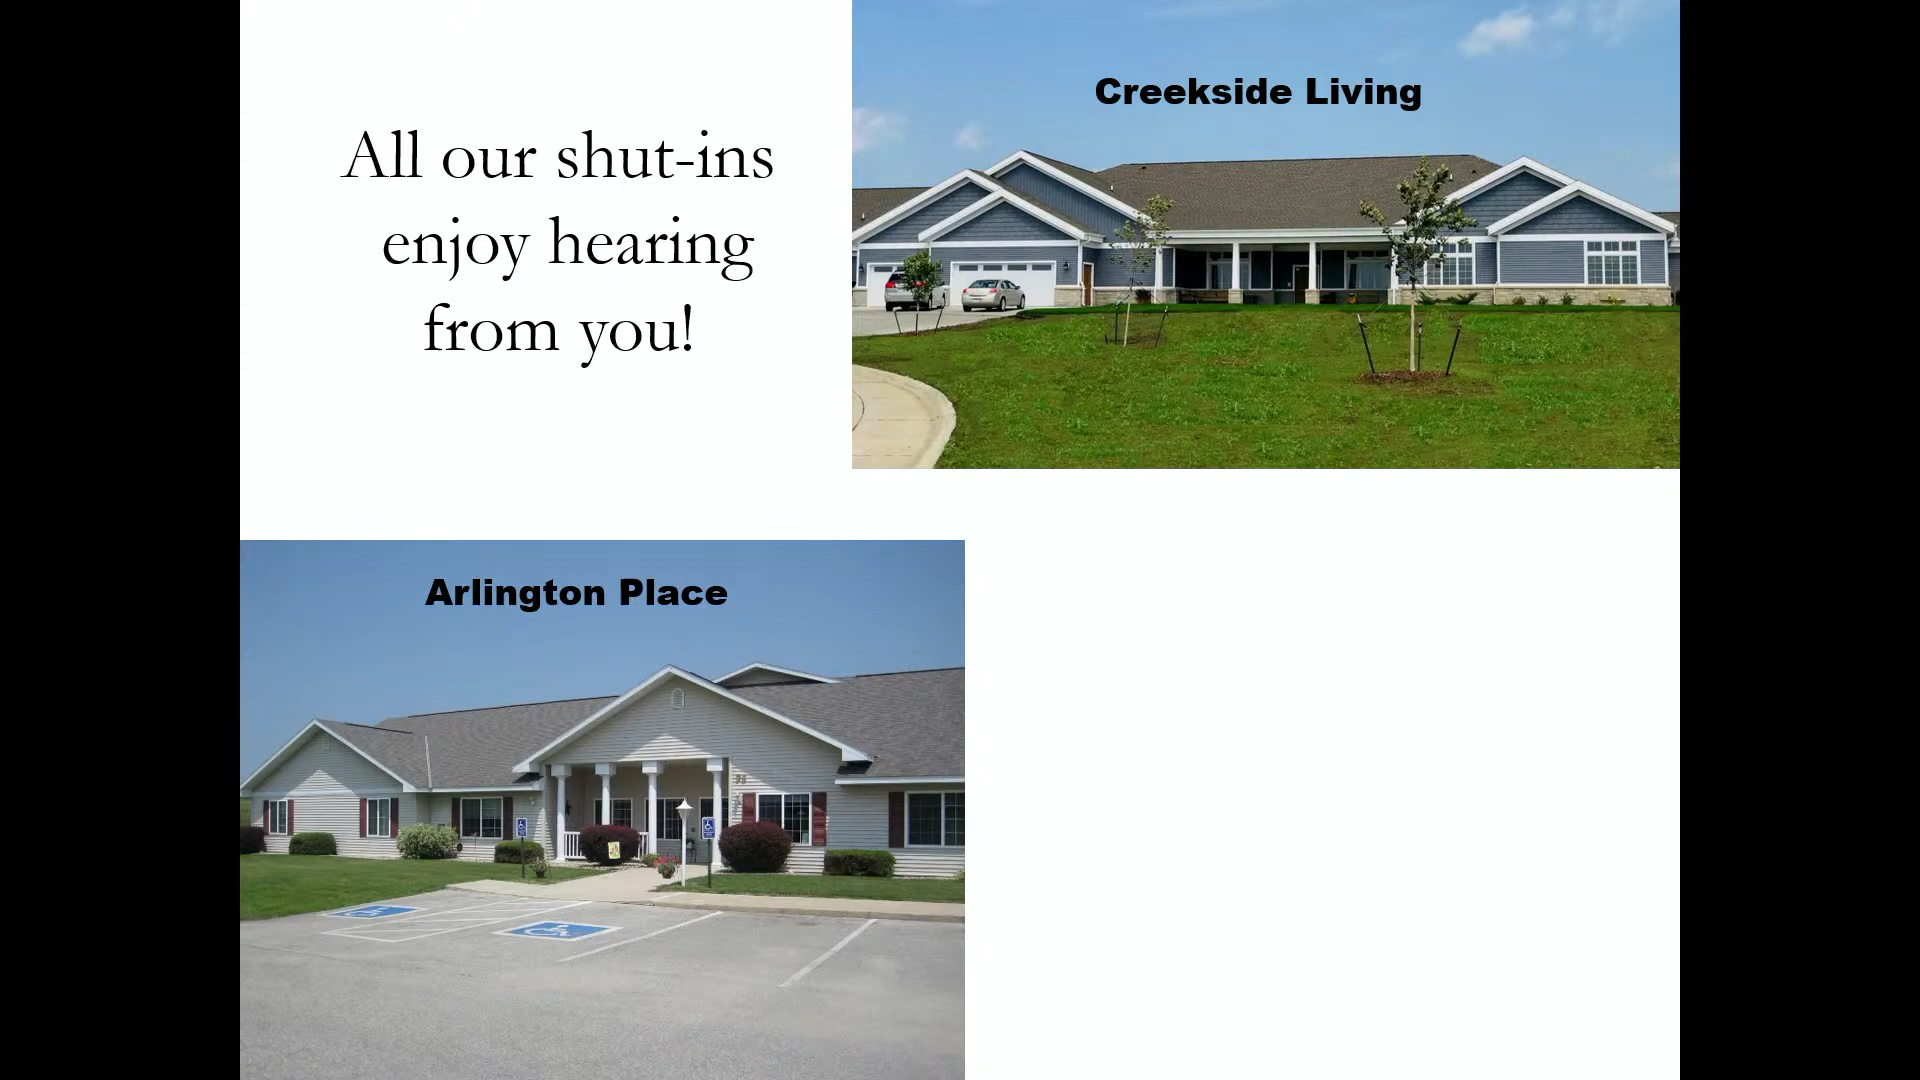 All our shut-ins
enjoy hearing
from you!
Creekside Living
Arlington Place